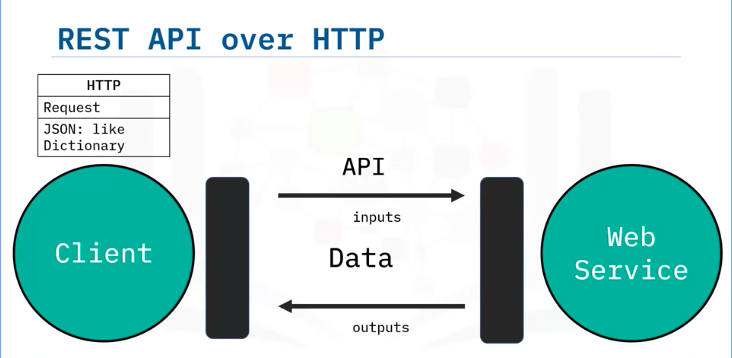 REST API over HTTP
HTTP
Request
JSON: like
Dictionary
Client
API
inputs
Data
outputs
Web
Service